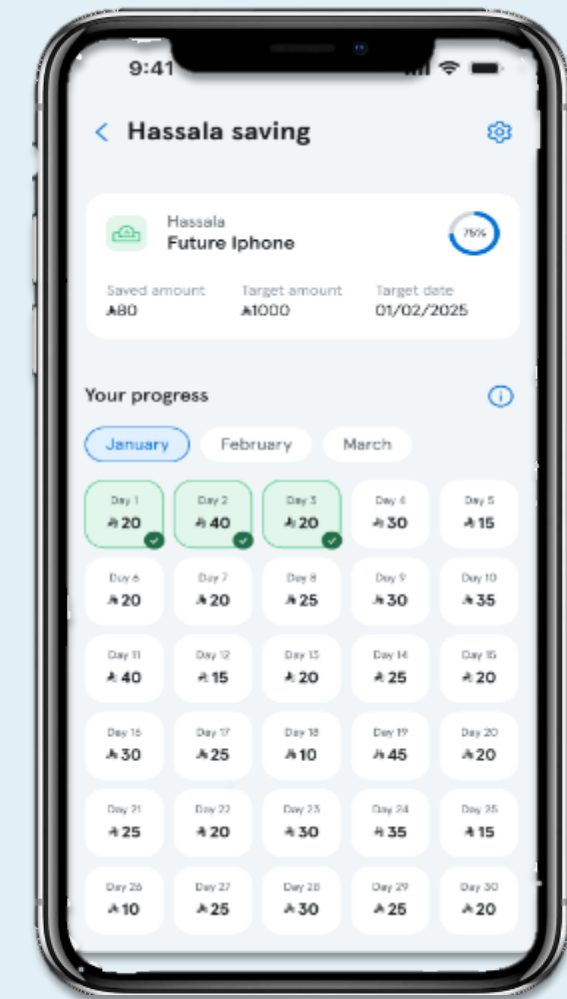 9:41
Hassala saving
Hassala
Future Iphone
75%
Saved amount Target amount Target date
80 1000 01/02/2025
Your progress
January February March
Day 1 Day 2 Day 3 Day 4 Day 5
20 40 20 30 15
Day 6 Day 7 Day 8 Day 9 Day 10
20 20 25 30 35
Day 11 Day 12 Day 13 Day 14 Day 15
40 15 20 25 20
Day 16 Day 17 Day 18 Day 19 Day 20
30 25 10 45 20
Day 21 Day 22 Day 23 Day 24 Day 25
25 20 30 35 15
Day 26 Day 27 Day 28 Day 29 Day 30
10 25 30 25 20